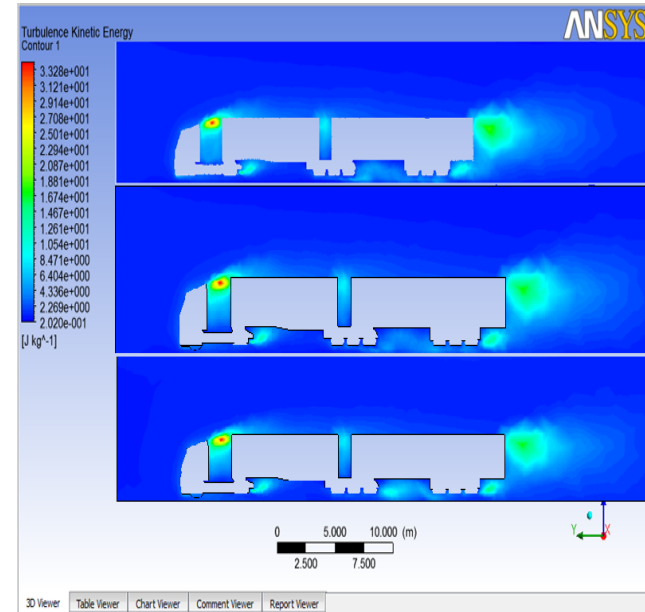 Turbulence Kinetic Energy
Contour 1
ANSYS
3.328e+001
3.121e+001
2.914e+001
2.708e+001
2.501e+001
2.294e+001
2.087e+001
1.881e+001
1.674e+001
1.467e+001
1.261e+001
1.054e+001
8.471e+000
6.404e+000
4.336e+000
2.269e+000
2.020e-001
[J kg^-1]
0 5.000 10.000 (m)
2.500 7.500
Y X
3D Viewer Table Viewer Chart Viewer Comment Viewer Report Viewer